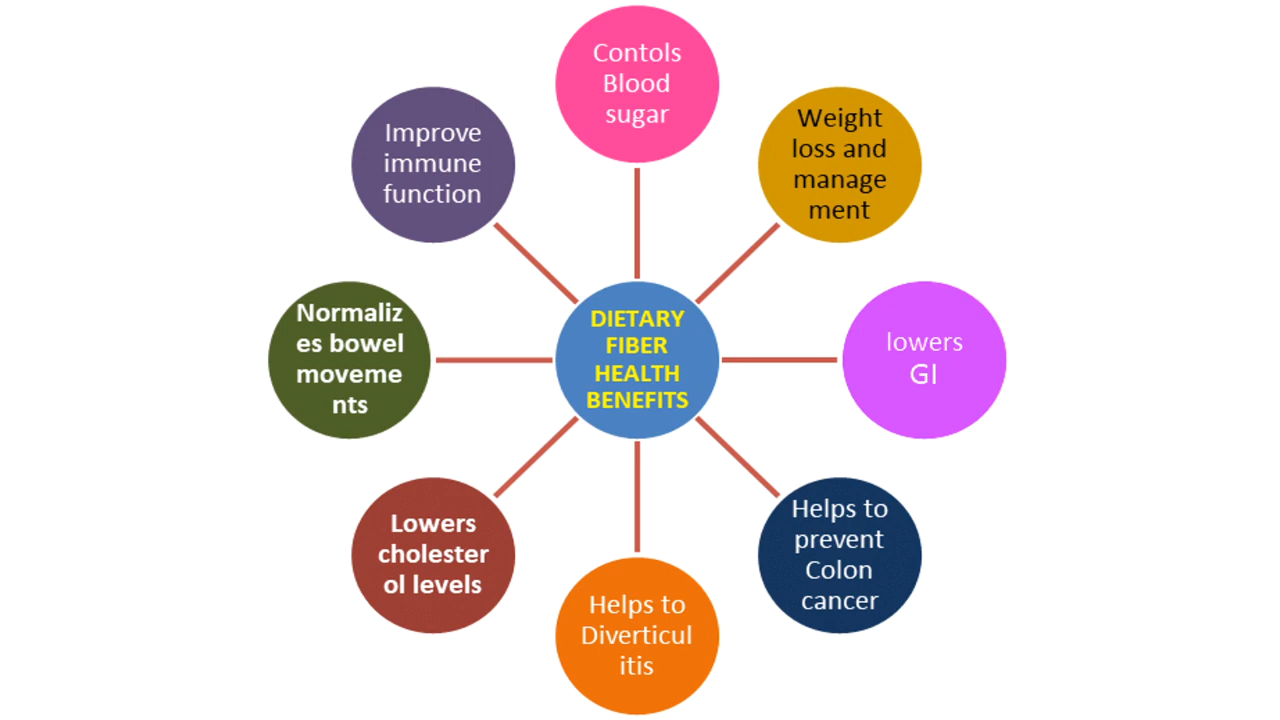 Contols
Blood
sugar
Weight
loss and
manage
ment
lowers
GI
Helps to
prevent
Colon
cancer
Helps to
Diverticul
itis
Lowers
cholester
ol levels
Normaliz
es bowel
moveme
nts
Improve
immune
function
DIETARY
FIBER
HEALTH
BENEFITS